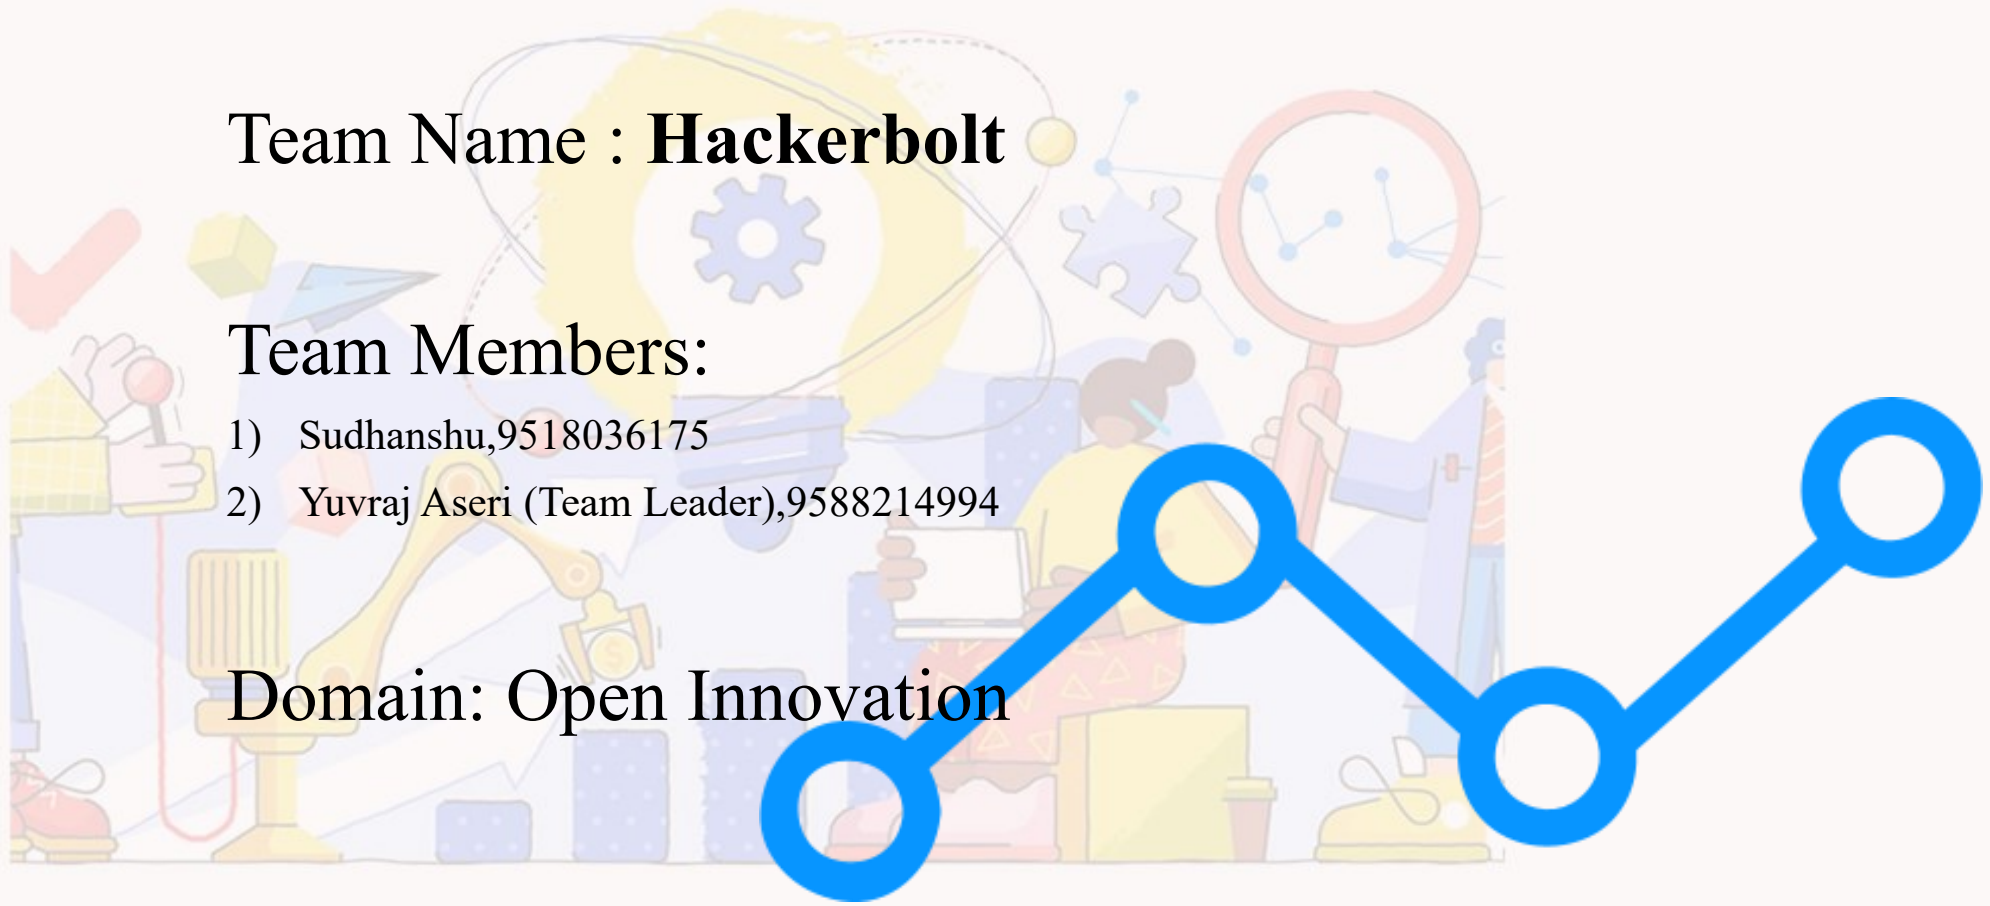 Team Name : Hackerbolt
Team Members:
1) Sudhanshu,9518036175
2) Yuvraj Aseri (Team Leader),9588214994
Domain: Open Innovation